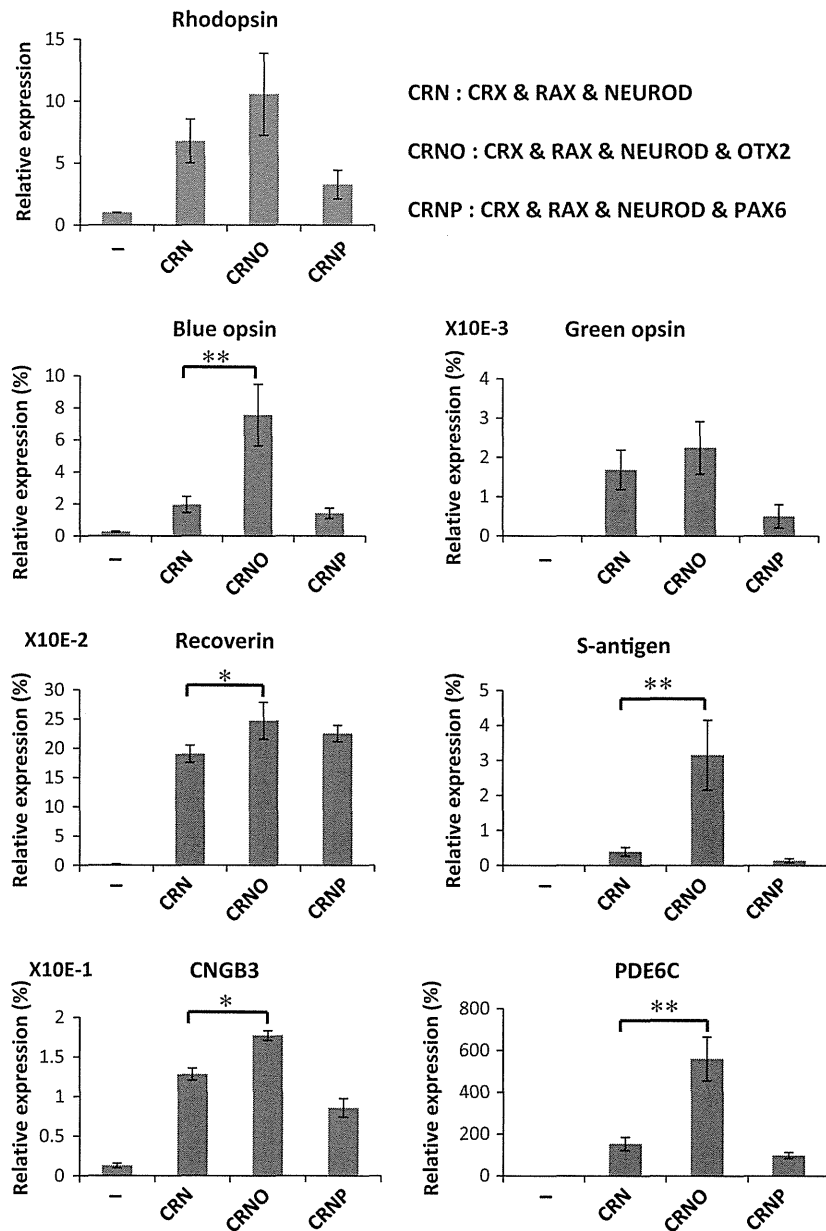 Rhodopsin
Relative expression
15
10
5
0
–
CRN
CRNO
CRNP
CRN : CRX & RAX & NEUROD
CRNO : CRX & RAX & NEUROD & OTX2
CRNP : CRX & RAX & NEUROD & PAX6
Blue opsin
Relative expression (%)
10
8
6
4
2
0
**
–
CRN
CRNO
CRNP
X10E-3
Green opsin
Relative expression (%)
4
3
2
1
0
–
CRN
CRNO
CRNP
X10E-2
Recoverin
Relative expression (%)
30
25
20
15
10
5
0
*
–
CRN
CRNO
CRNP
S-antigen
Relative expression (%)
5
4
3
2
1
0
**
–
CRN
CRNO
CRNP
X10E-1
CNGB3
Relative expression (%)
2
1.5
1
0.5
0
*
–
CRN
CRNO
CRNP
PDE6C
Relative expression (%)
800
600
400
200
0
**
–
CRN
CRNO
CRNP